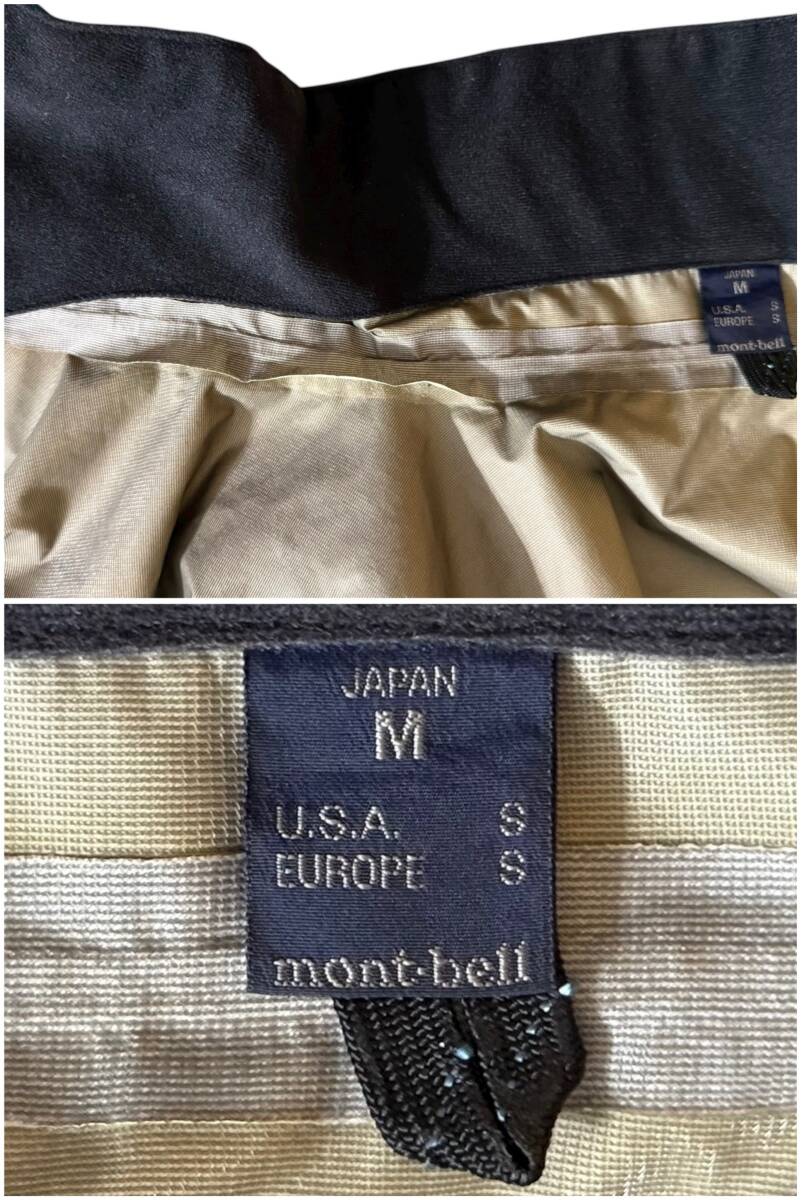 JAPAN
M
U.S.A. S
EUROPE S
mont-bell
JAPAN
M
U.S.A. S
EUROPE S
mont-bell